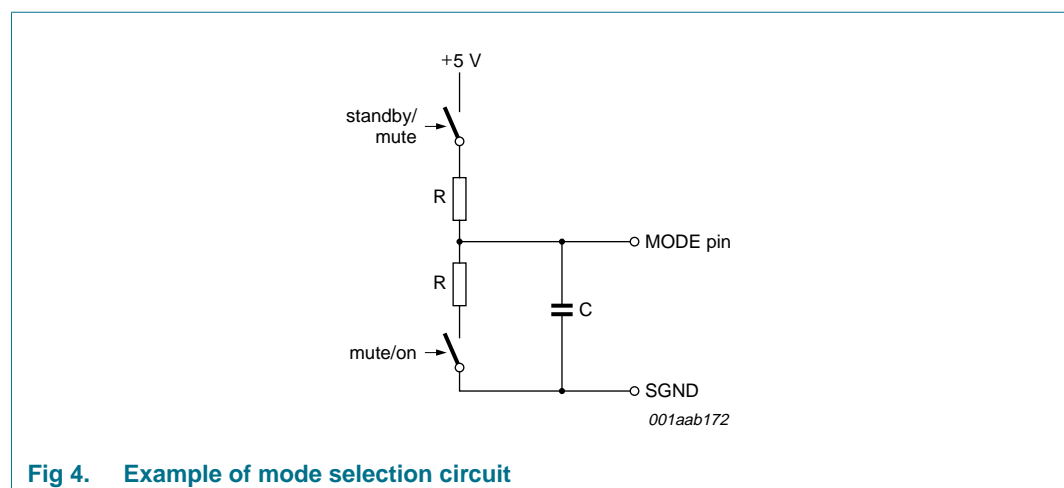 +5 V
standby/
mute
R
MODE pin
R
C
mute/on
SGND
001aab172
Fig 4. Example of mode selection circuit